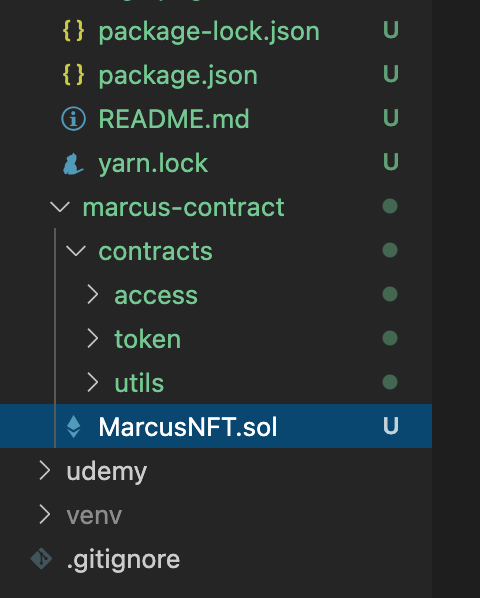 {} package-lock.json U
{} package.json U
README.md U
yarn.lock U
marcus-contract
contracts
access
token
utils
MarcusNFT.sol U
udemy
venv
.gitignore